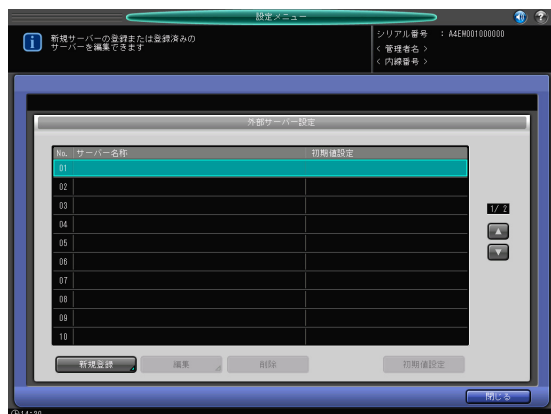 設定メニュー
新規サーバーの登録または登録済みの
サーバーを編集できます
シリアル番号 : A4EW001000000
< 管理者名 >
< 内線番号 >
外部サーバー設定
No. サーバー名称 初期値設定
01
02
03
04
05
06
07
08
09
10
1/ 2
新規登録 編集 削除 初期値設定
閉じる
14:30